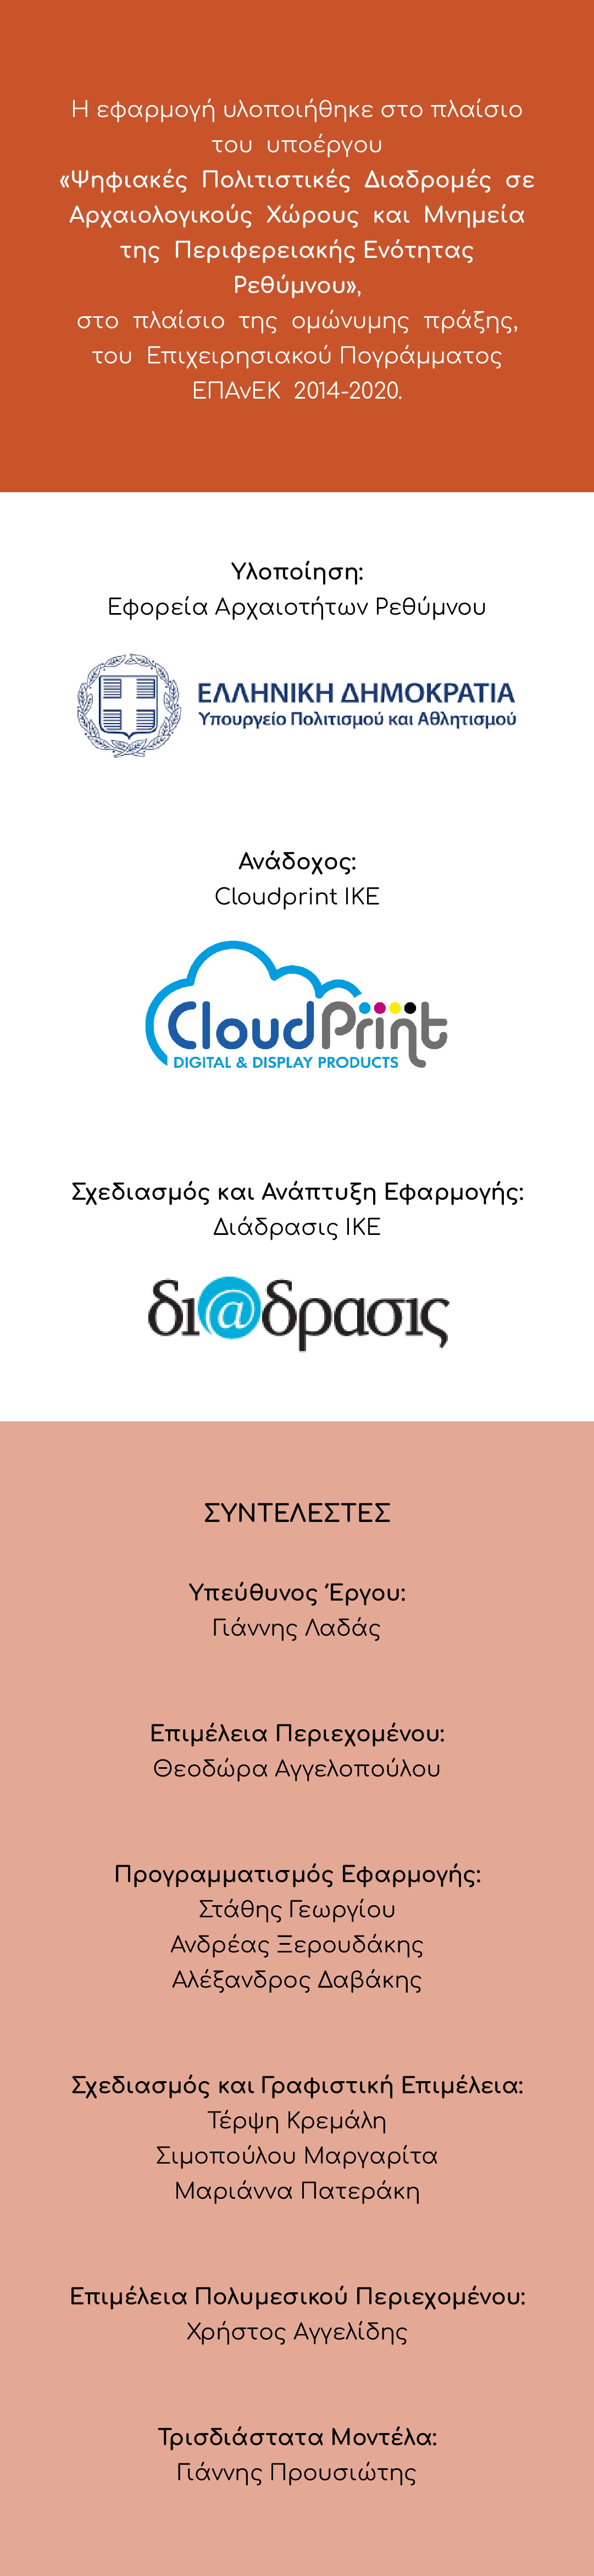 Η εφαρμογή υλοποιήθηκε στο πλαίσιο
του υποέργου
«Ψηφιακές Πολιτιστικές Διαδρομές σε
Αρχαιολογικούς Χώρους και Μνημεία
της Περιφερειακής Ενότητας
Ρεθύμνου»,
στο πλαίσιο της ομώνυμης πράξης,
του Επιχειρησιακού Πογράμματος
ΕΠΑνΕΚ 2014-2020.
Υλοποίηση:
Εφορεία Αρχαιοτήτων Ρεθύμνου
ΕΛΛΗΝΙΚΗ ΔΗΜΟΚΡΑΤΙΑ
Υπουργείο Πολιτισμού και Αθλητισμού
Ανάδοχος:
Cloudprint ΙΚΕ
CloudPrint
DIGITAL & DISPLAY PRODUCTS
Σχεδιασμός και Ανάπτυξη Εφαρμογής:
Διάδρασις ΙΚΕ
δι@δρασις
ΣΥΝΤΕΛΕΣΤΕΣ
Υπεύθυνος Έργου:
Γιάννης Λαδάς
Επιμέλεια Περιεχομένου:
Θεοδώρα Αγγελοπούλου
Προγραμματισμός Εφαρμογής:
Στάθης Γεωργίου
Ανδρέας Ξερουδάκης
Αλέξανδρος Δαβάκης
Σχεδιασμός και Γραφιστική Επιμέλεια:
Τέρψη Κρεμάλη
Σιμοπούλου Μαργαρίτα
Μαριάννα Πατεράκη
Επιμέλεια Πολυμεσικού Περιεχομένου:
Χρήστος Αγγελίδης
Τρισδιάστατα Μοντέλα:
Γιάννης Προυσιώτης